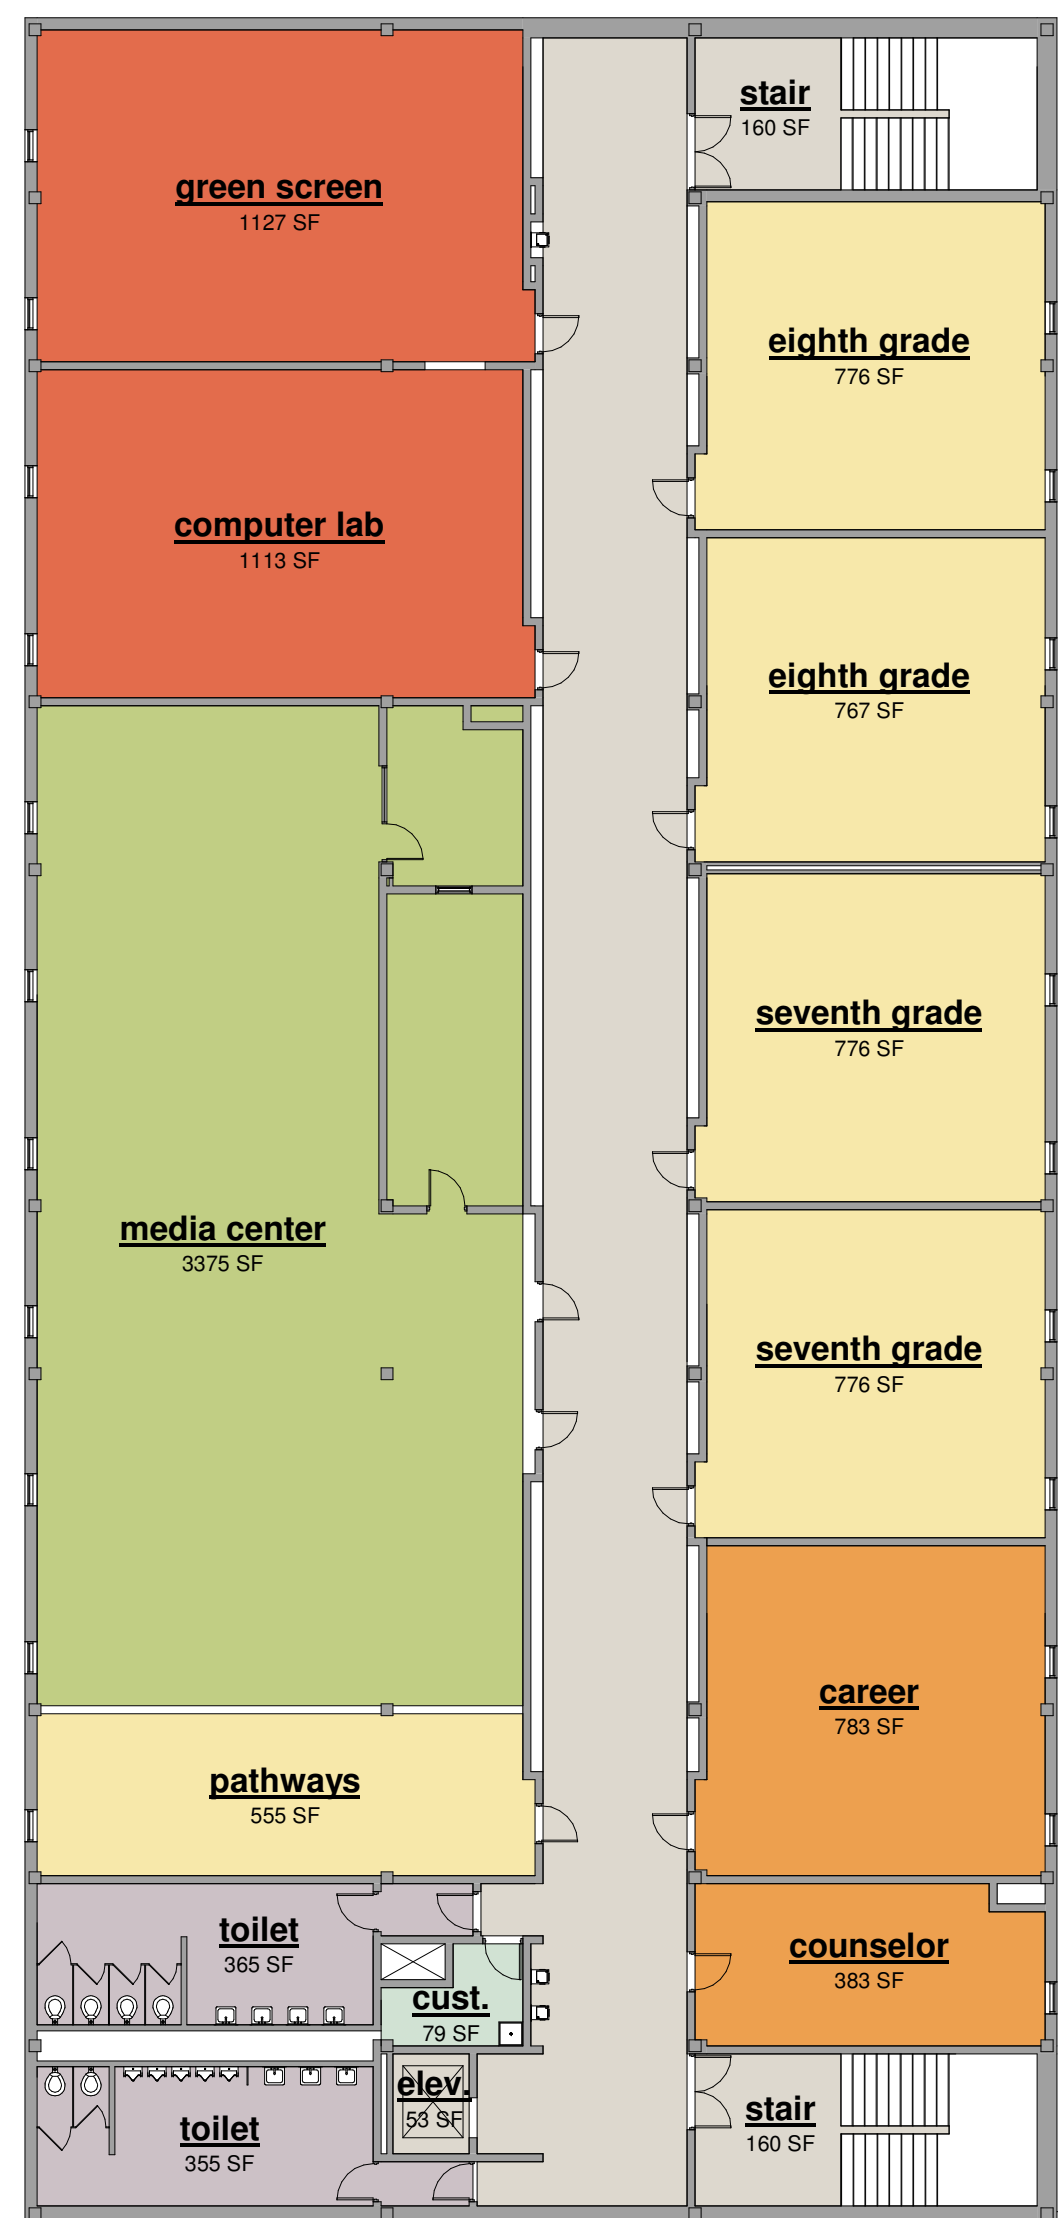 stair
160 SF
green screen
1127 SF
eighth grade
776 SF
computer lab
1113 SF
eighth grade
767 SF
seventh grade
776 SF
media center
3375 SF
seventh grade
776 SF
career
783 SF
pathways
555 SF
toilet
365 SF
counselor
383 SF
cust.
79 SF
elev.
53 SF
stair
160 SF
toilet
355 SF